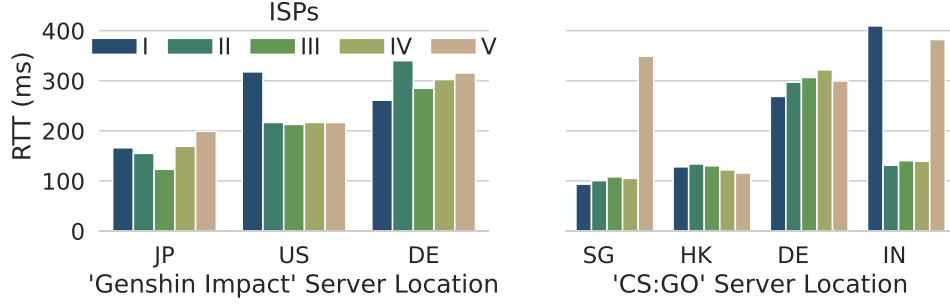 ISPs
I II III IV V
RTT (ms)
400
300
200
100
0
JP US DE
'Genshin Impact' Server Location
SG HK DE IN
'CS:GO' Server Location